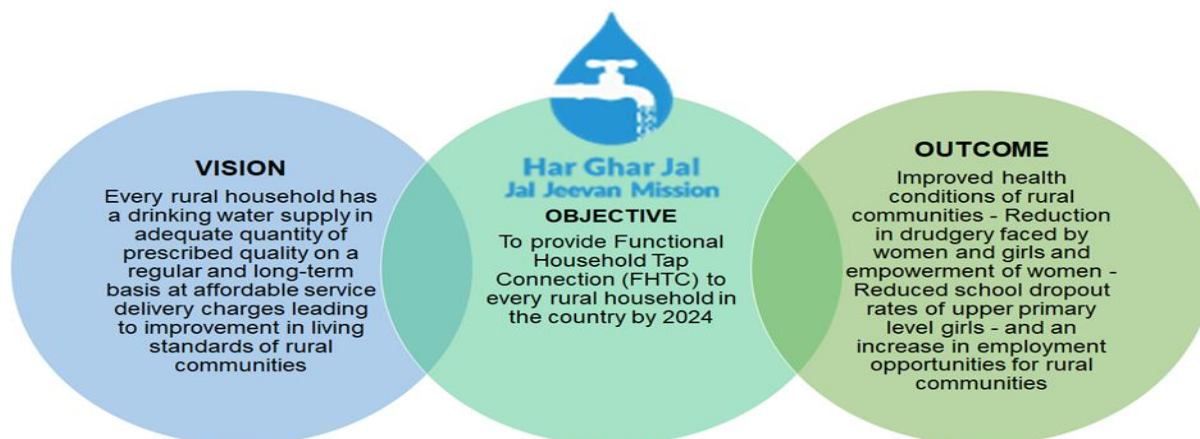 VISION
Every rural household has
a drinking water supply in
adequate quantity of
prescribed quality on a
regular and long-term
basis at affordable service
delivery charges leading
to improvement in living
standards of rural
communities
Har Ghar Jal
Jal Jeevan Mission
OBJECTIVE
To provide Functional
Household Tap
Connection (FHTC) to
every rural household in
the country by 2024
OUTCOME
Improved health
conditions of rural
communities - Reduction
in drudgery faced by
women and girls and
empowerment of women -
Reduced school dropout
rates of upper primary
level girls - and an
increase in employment
opportunities for rural
communities